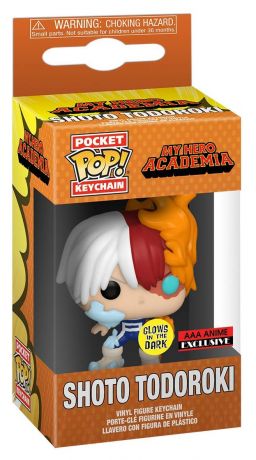 WARNING: CHOKING HAZARD.
Small parts. Not suitable for children under 36 months.
POCKET
POP!
KEYCHAIN
MY HERO
ACADEMIA
GLOWS
IN THE
DARK
AAA ANIME
EXCLUSIVE
SHOTO TODOROKI
VINYL FIGURE KEYCHAIN
PORTE-CLÉ FIGURINE EN VINYLE
LLAVERO CON FIGURA DE PLÁSTICO